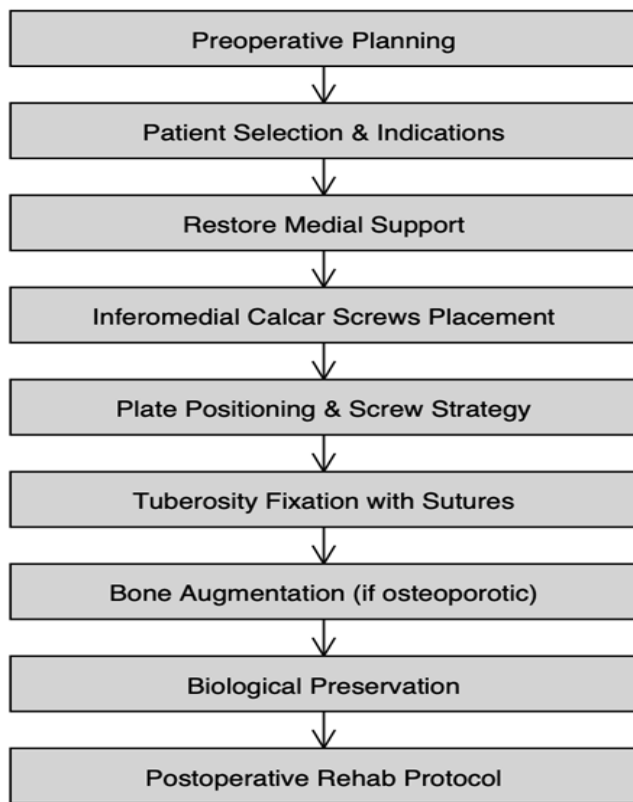 Preoperative Planning
Patient Selection & Indications
Restore Medial Support
Inferomedial Calcar Screws Placement
Plate Positioning & Screw Strategy
Tuberosity Fixation with Sutures
Bone Augmentation (if osteoporotic)
Biological Preservation
Postoperative Rehab Protocol